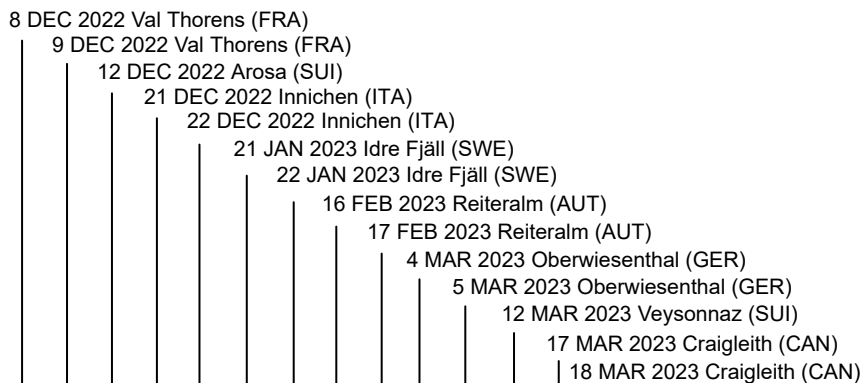 8 DEC 2022 Val Thorens (FRA)
9 DEC 2022 Val Thorens (FRA)
12 DEC 2022 Arosa (SUI)
21 DEC 2022 Innichen (ITA)
22 DEC 2022 Innichen (ITA)
21 JAN 2023 Idre Fjäll (SWE)
22 JAN 2023 Idre Fjäll (SWE)
16 FEB 2023 Reiteralm (AUT)
17 FEB 2023 Reiteralm (AUT)
4 MAR 2023 Oberwiesenthal (GER)
5 MAR 2023 Oberwiesenthal (GER)
12 MAR 2023 Veysonnaz (SUI)
17 MAR 2023 Craigleith (CAN)
18 MAR 2023 Craigleith (CAN)